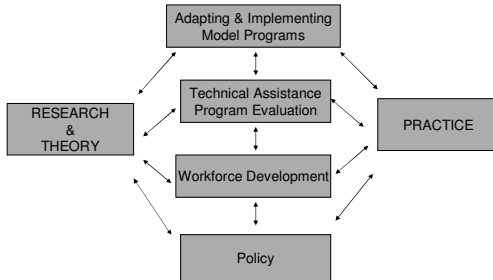 Adapting & Implementing
Model Programs
Technical Assistance
Program Evaluation
RESEARCH
&
THEORY
PRACTICE
Workforce Development
Policy